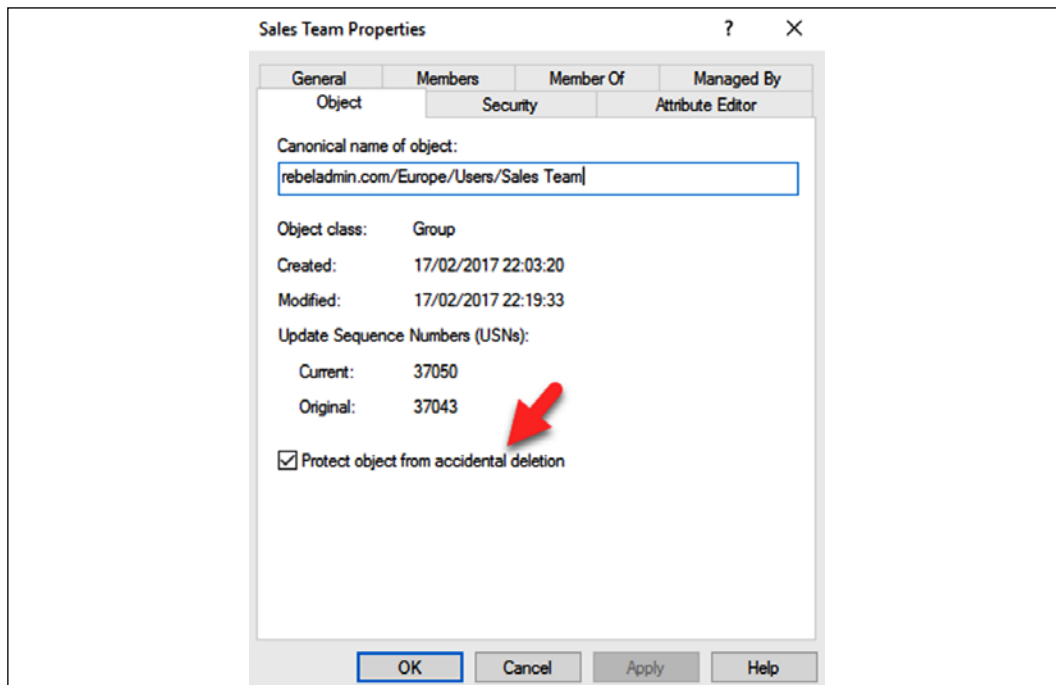 Sales Team Properties ? ×
General Members Member Of Managed By
Object Security Attribute Editor
Canonical name of object:
rebeladmin.com/Europe/Users/Sales Team
Object class: Group
Created: 17/02/2017 22:03:20
Modified: 17/02/2017 22:19:33
Update Sequence Numbers (USNs):
Current: 37050
Original: 37043
Protect object from accidental deletion
OK Cancel Apply Help